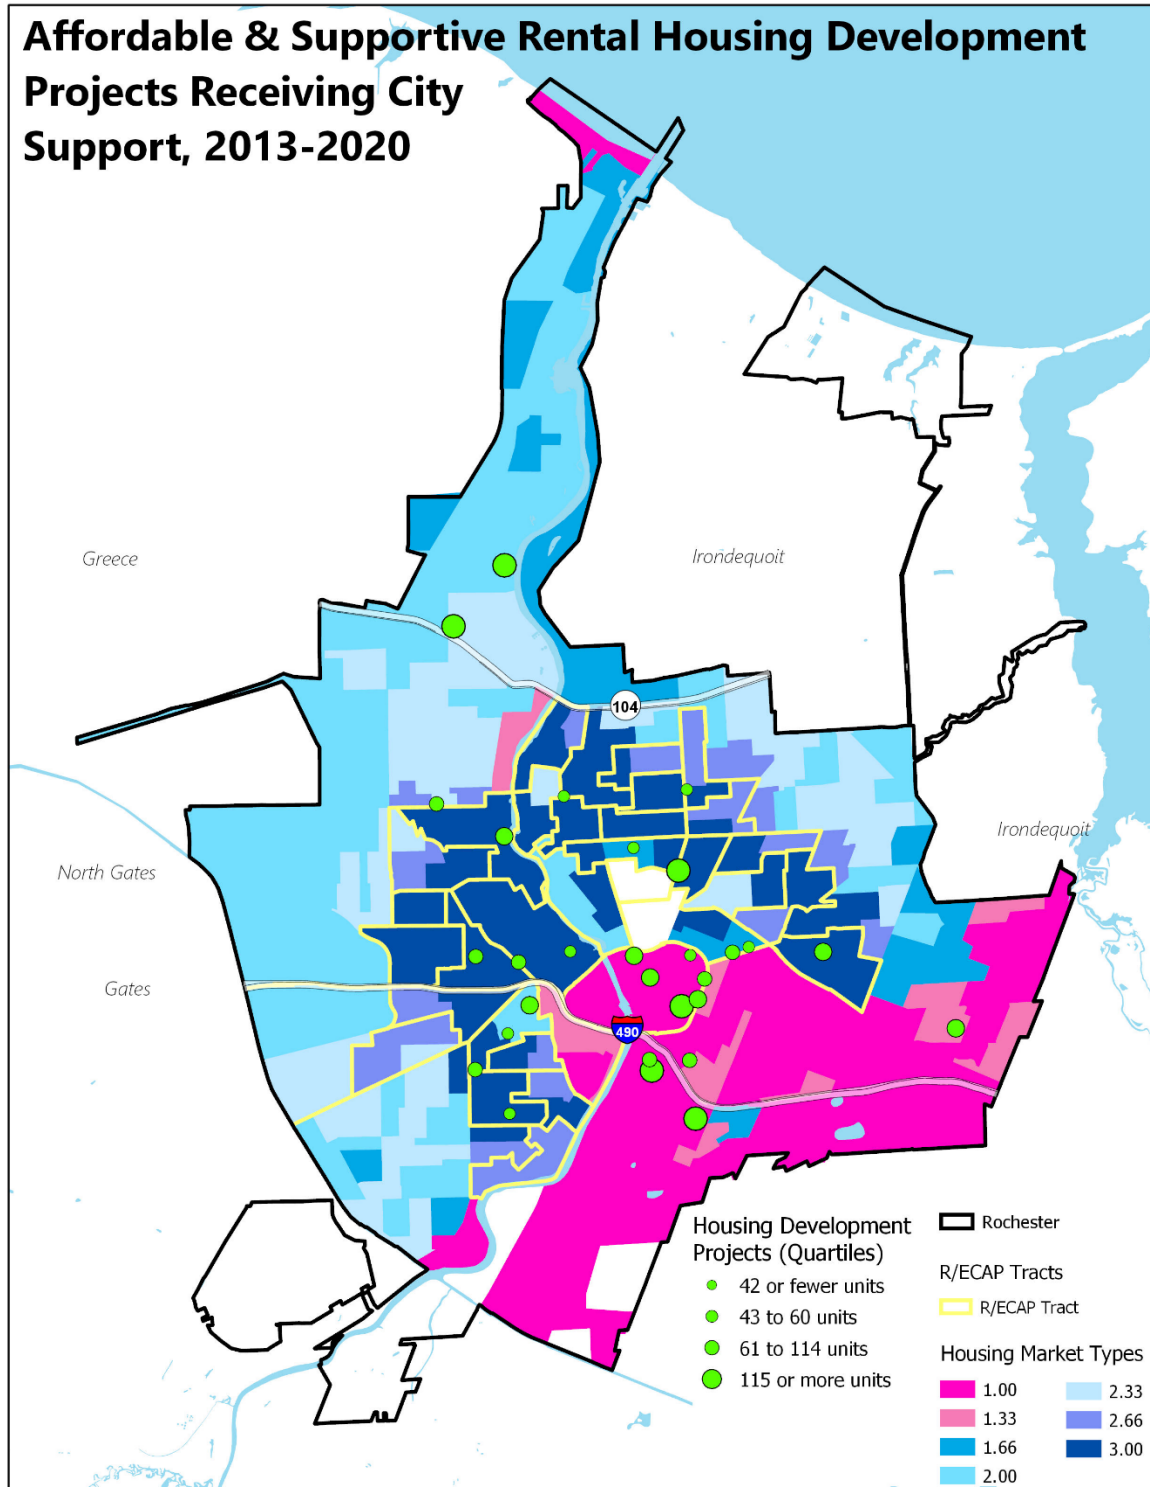 Affordable & Supportive Rental Housing Development
Projects Receiving City
Support, 2013-2020
Greece
Irondequoit
104
Irondequoit
North Gates
Gates
490
Housing Development
Projects (Quartiles)
42 or fewer units
43 to 60 units
61 to 114 units
115 or more units
Rochester
R/ECAP Tracts
R/ECAP Tract
Housing Market Types
1.00
1.33
1.66
2.00
2.33
2.66
3.00